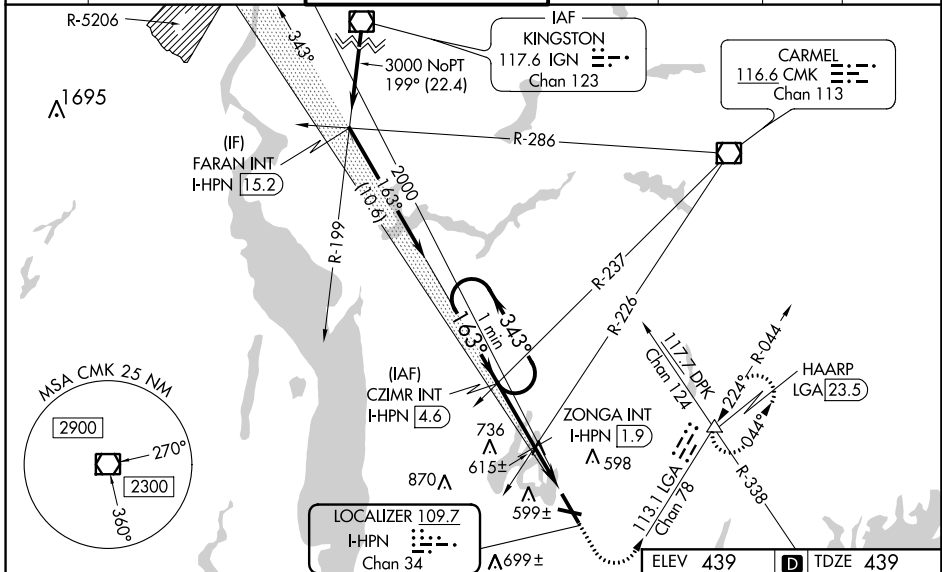 R-5206
343°
IAF
KINGSTON
117.6 IGN
Chan 123
3000 NoPT
199° (22.4)
CARMEL
116.6 CMK
Chan 113
1695
R-286
(IF)
FARAN INT
I-HPN 15.2
2000
163°
(10.6)
R-199
R-237
R-226
1 min
343°
163°
(IAF)
CZIMR INT
I-HPN 4.6
117.7 DPK
Chan 124
R-044
224°
044°
HAARP
LGA 23.5
MSA CMK 25 NM
2900
270°
2300
360°
ZONGA INT
I-HPN 1.9
736
615±
598
870
599±
113.1 LGA
Chan 78
R-338
LOCALIZER 109.7
I-HPN
Chan 34
699±
ELEV 439
D
TDZE 439